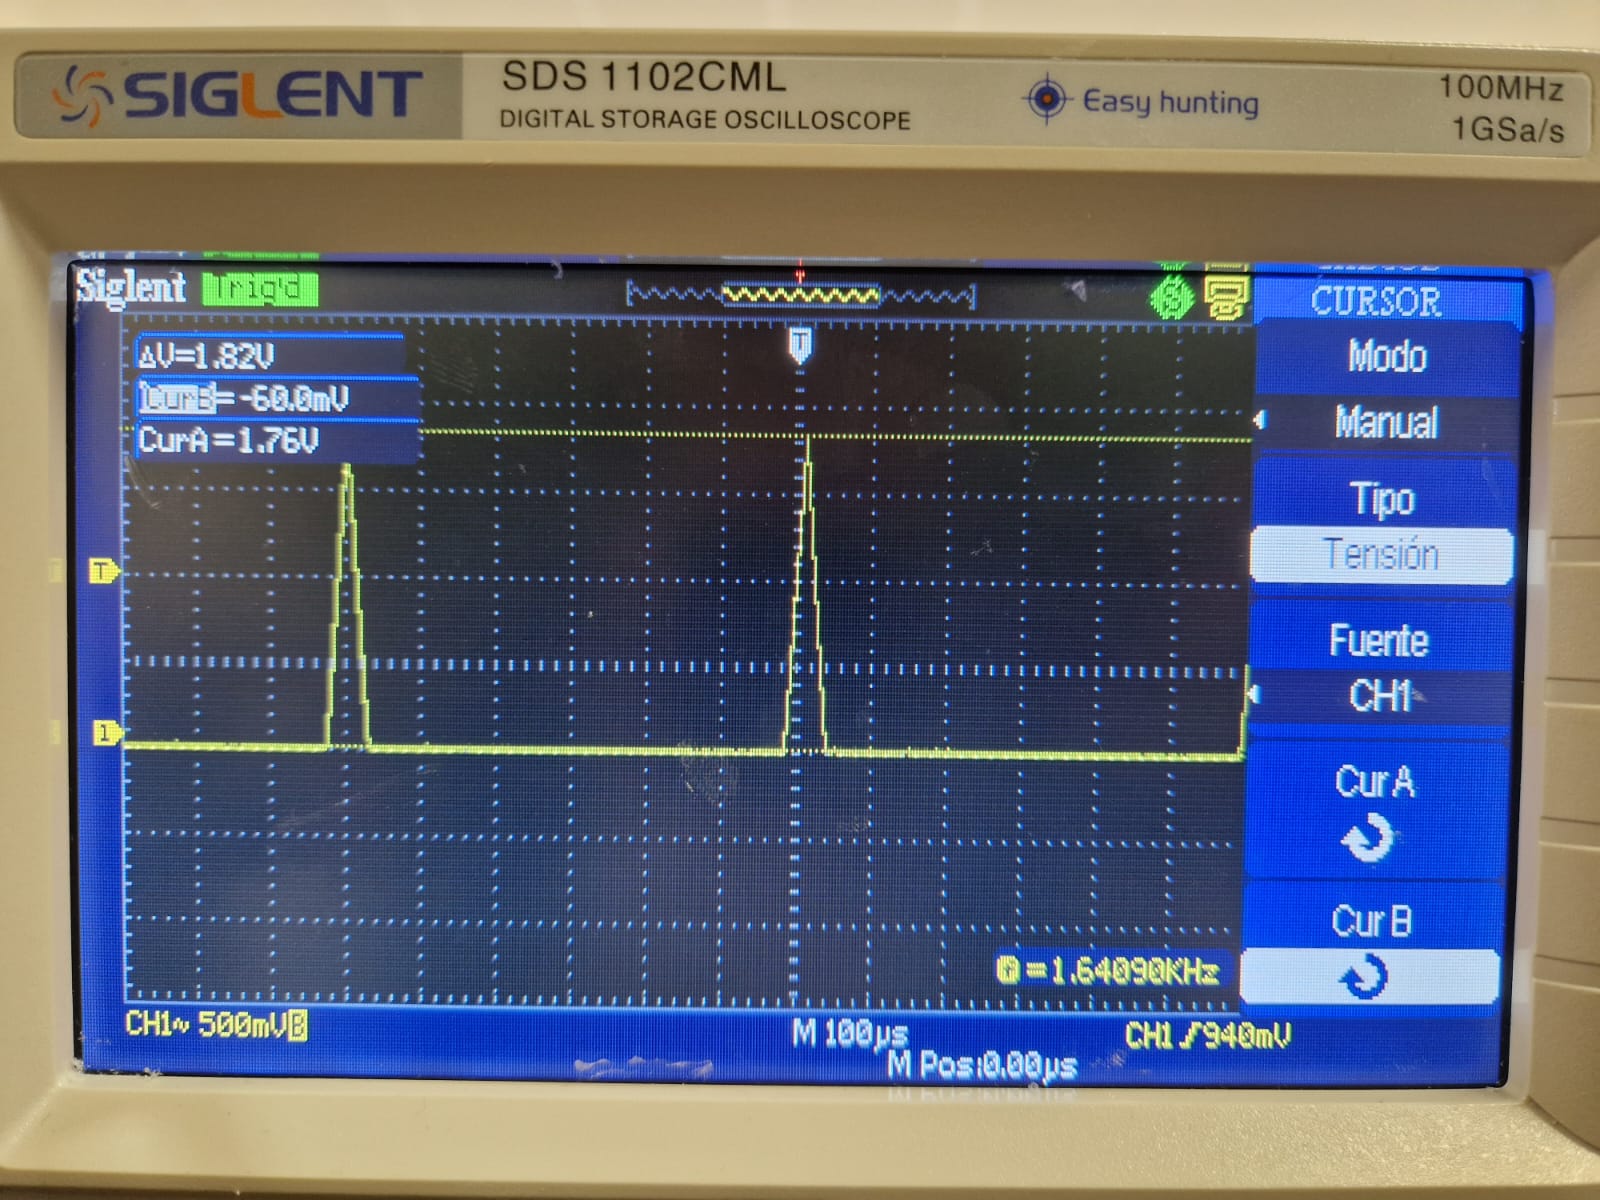 SIGLENT
SDS 1102CML
DIGITAL STORAGE OSCILLOSCOPE
Easy hunting
100MHz
1GSa/s
Siglent Trig'd
CURSOR
Modo
Manual
Tipo
Tensión
Fuente
CH1
Cur A
Cur B
ΔV=1.82V
CurB=-60.0mV
CurA=1.76V
T
T
1
=1.64090KHz
CH1~ 500mVB
M 100µs
CH1 940mV
M Pos:0.00µs